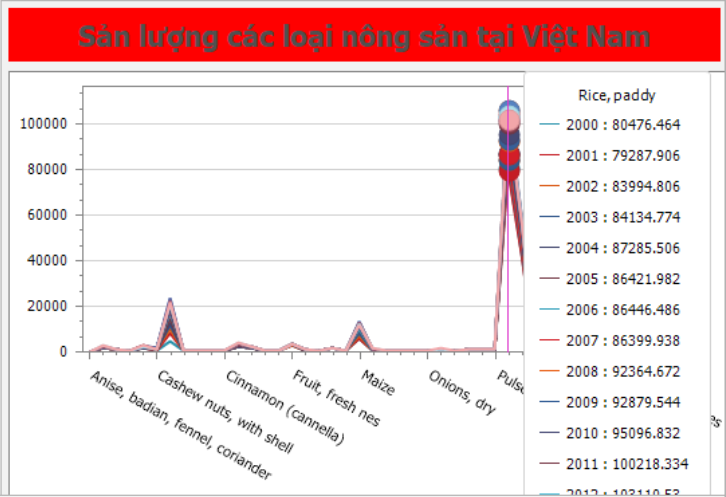 Sản lượng các loại nông sản tại Việt Nam
100000
80000
60000
40000
20000
0
Anise, badian, fennel, coriander
Cashew nuts, with shell
Cinnamon (cannella)
Fruit, fresh nes
Maize
Onions, dry
Rice, paddy
2000 : 80476.464
2001 : 79287.906
2002 : 83994.806
2003 : 84134.774
2004 : 87285.506
2005 : 86421.982
2006 : 86446.486
2007 : 86399.938
2008 : 92364.672
2009 : 92879.544
2010 : 95096.832
2011 : 100218.334
2012 : 103110.53